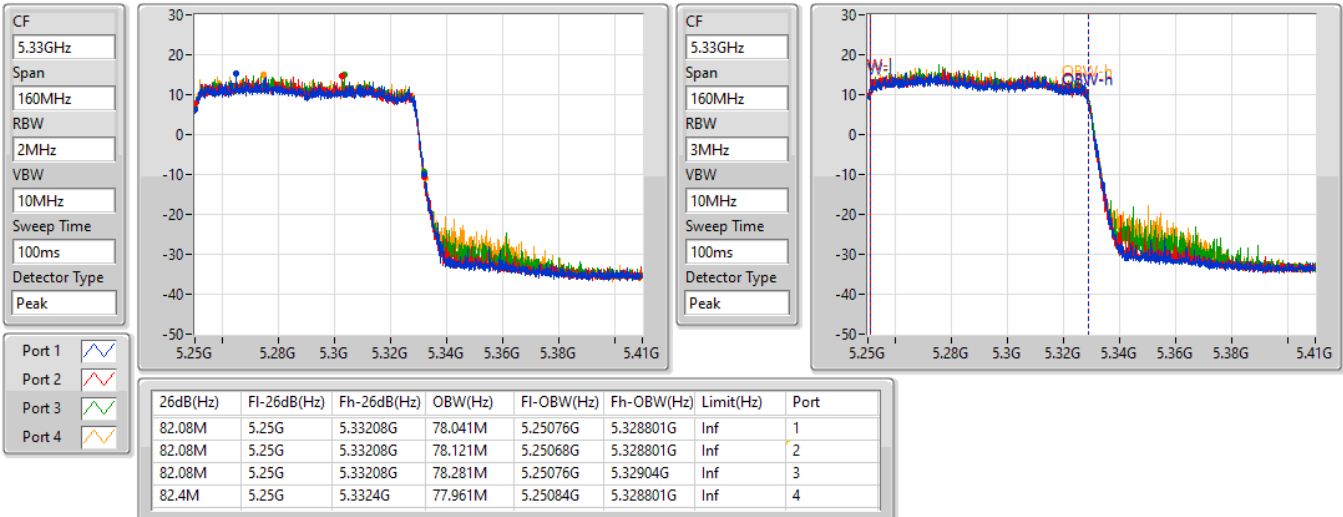 CF
5.33GHz
Span
160MHz
RBW
2MHz
VBW
10MHz
Sweep Time
100ms
Detector Type
Peak
30
20
10
0
-10
-20
-30
-40
-50
5.25G 5.28G 5.3G 5.32G 5.34G 5.36G 5.38G 5.41G
CF
5.33GHz
Span
160MHz
RBW
3MHz
VBW
10MHz
Sweep Time
100ms
Detector Type
Peak
30
20
10
0
-10
-20
-30
-40
-50
W-l
OBW-h
OBW-h
5.25G 5.28G 5.3G 5.32G 5.34G 5.36G 5.38G 5.41G
Port 1
Port 2
Port 3
Port 4
26dB(Hz) Fl-26dB(Hz) Fh-26dB(Hz) OBW(Hz) Fl-OBW(Hz) Fh-OBW(Hz) Limit(Hz) Port
82.08M 5.25G 5.33208G 78.041M 5.25076G 5.328801G Inf 1
82.08M 5.25G 5.33208G 78.121M 5.25068G 5.328801G Inf 2
82.08M 5.25G 5.33208G 78.281M 5.25076G 5.32904G Inf 3
82.4M 5.25G 5.3324G 77.961M 5.25084G 5.328801G Inf 4